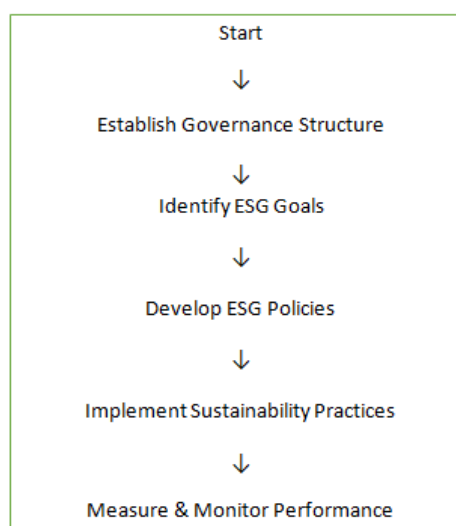 Start
↓
Establish Governance Structure
↓
Identify ESG Goals
↓
Develop ESG Policies
↓
Implement Sustainability Practices
↓
Measure & Monitor Performance